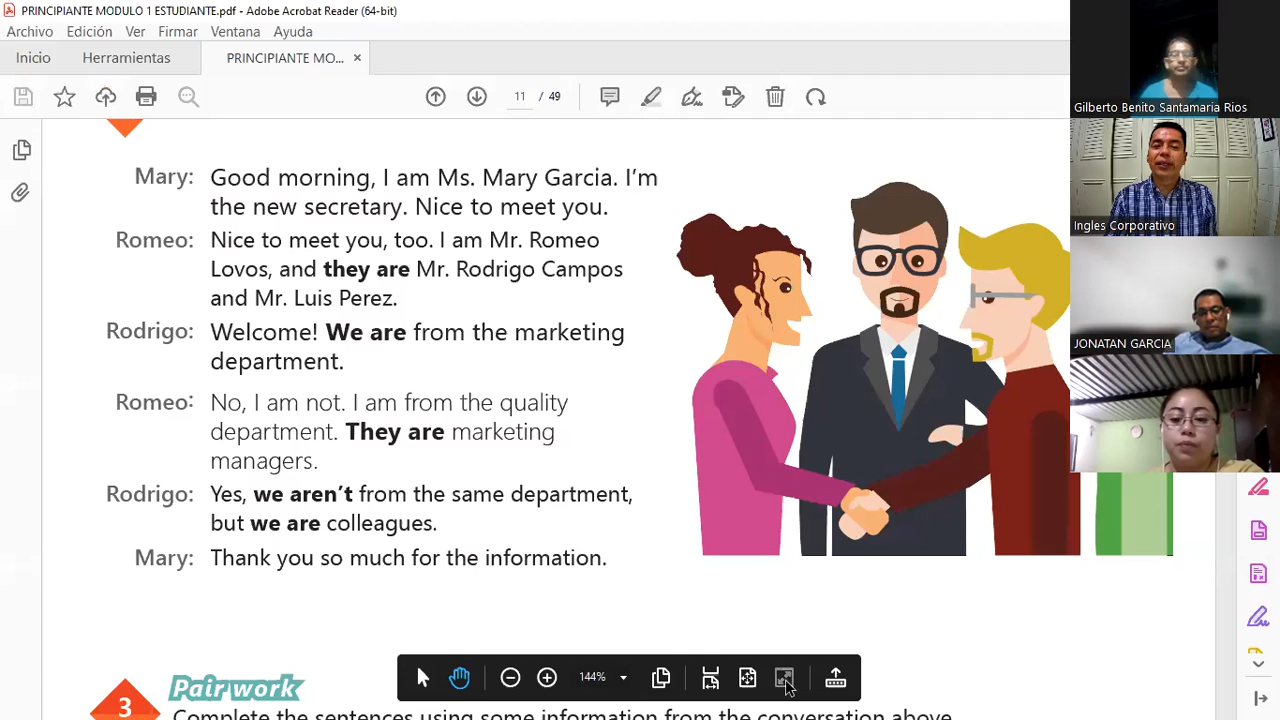 PRINCIPIANTE MODULO 1 ESTUDIANTE.pdf - Adobe Acrobat Reader (64-bit)
Archivo Edición Ver Firmar Ventana Ayuda
Inicio Herramientas PRINCIPIANTE MO... ×
11 / 49
Mary: Good morning, I am Ms. Mary Garcia. I'm
the new secretary. Nice to meet you.
Romeo: Nice to meet you, too. I am Mr. Romeo
Lovos, and they are Mr. Rodrigo Campos
and Mr. Luis Perez.
Rodrigo: Welcome! We are from the marketing
department.
Romeo: No, I am not. I am from the quality
department. They are marketing
managers.
Rodrigo: Yes, we aren't from the same department,
but we are colleagues.
Mary: Thank you so much for the information.
144%
3 Pair work
Complete the sentences using some information from the conversation above
Gilberto Benito Santamaria Rios
Ingles Corporativo
JONATAN GARCIA